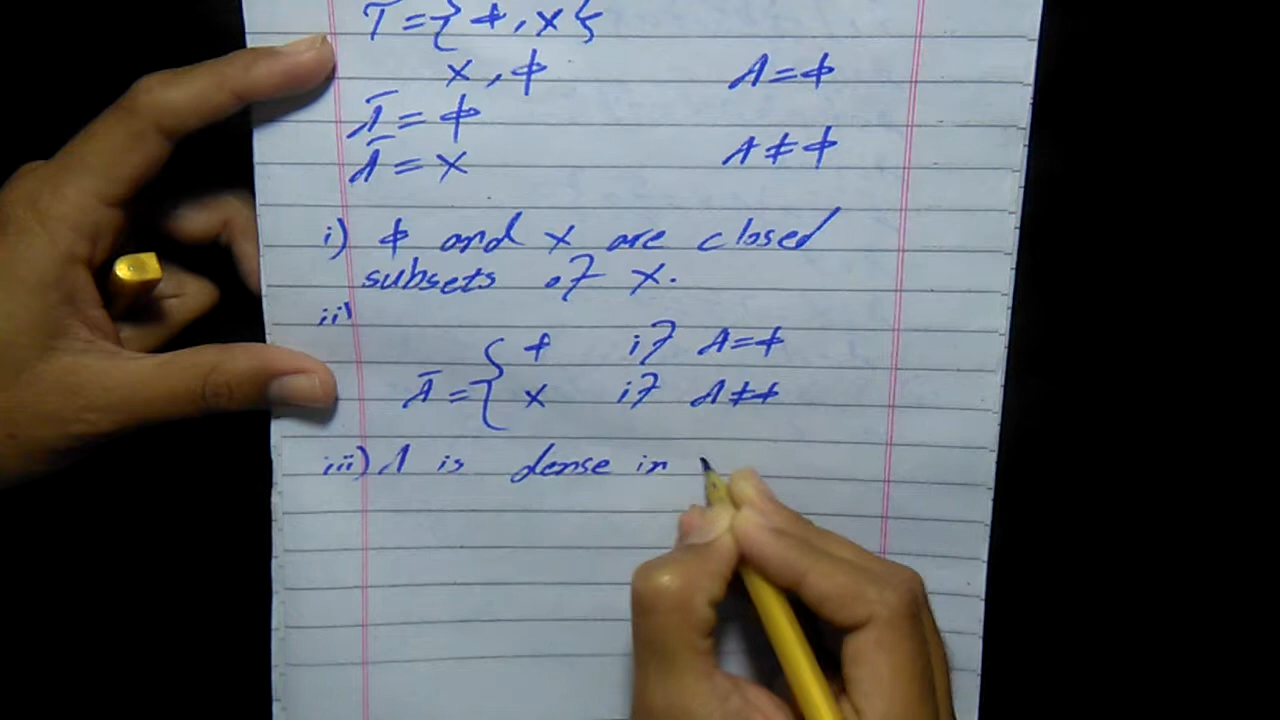 T = {ϕ, X}
X, ϕ A = ϕ
Ā = ϕ
Ā = X A ≠ ϕ
i) ϕ and X are closed
subsets of X.
ii)
Ā = { ϕ if A = ϕ
X if A ≠ ϕ
iii) A is dense in